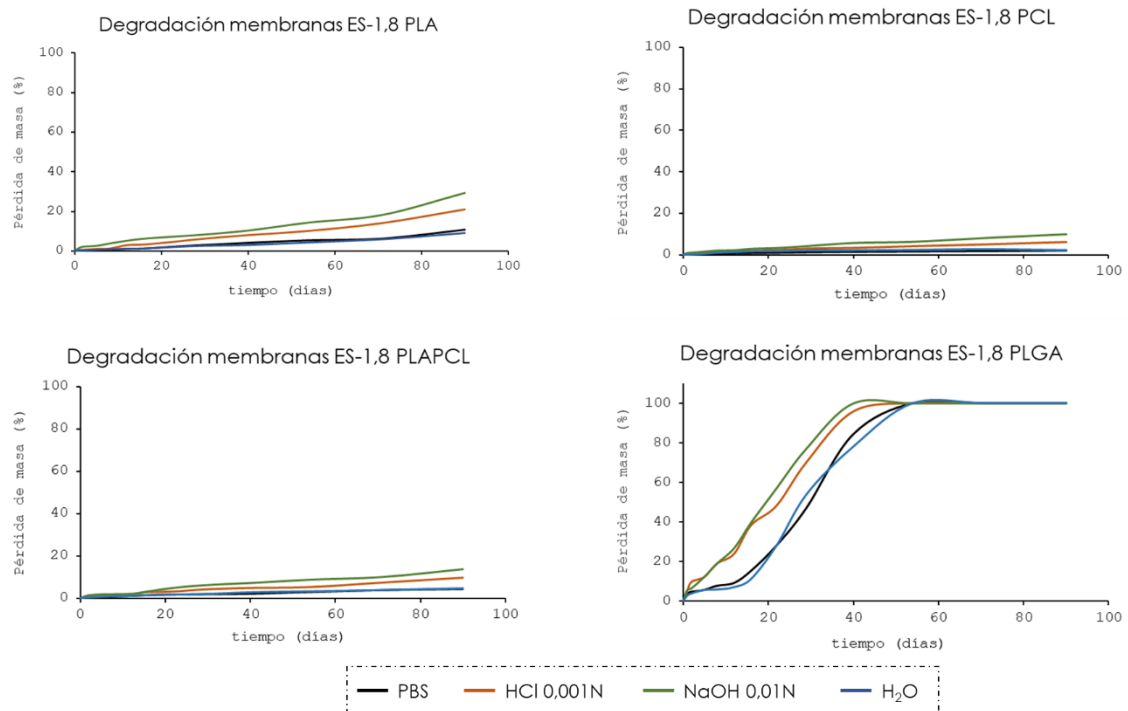 Degradación membranas ES-1,8 PLA
Pérdida de masa (%)
100
80
60
40
20
0
0 20 40 60 80 100
tiempo (días)
Degradación membranas ES-1,8 PCL
Pérdida de masa (%)
100
80
60
40
20
0
0 20 40 60 80 100
tiempo (días)
Degradación membranas ES-1,8 PLAPCL
Pérdida de masa (%)
100
80
60
40
20
0
0 20 40 60 80 100
tiempo (días)
Degradación membranas ES-1,8 PLGA
Pérdida de masa (%)
100
80
60
40
20
0
0 20 40 60 80 100
tiempo (días)
PBS HCl 0,001N NaOH 0,01N H₂O